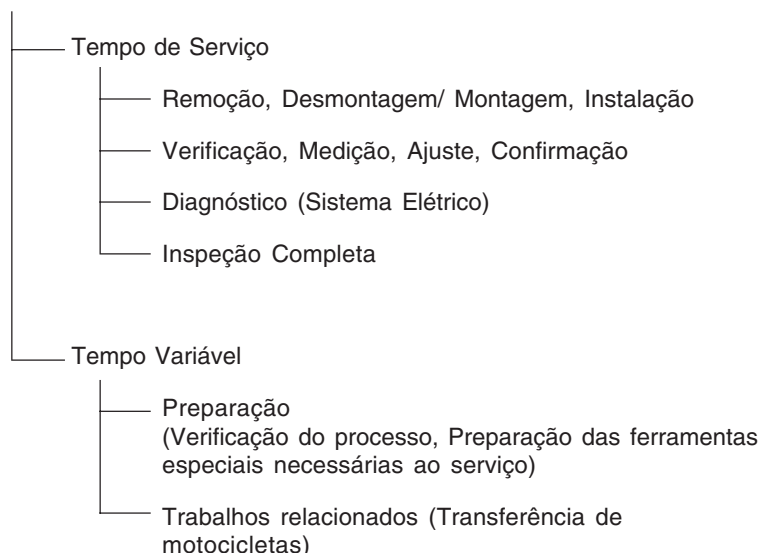 Tempo de Serviço
Remoção, Desmontagem/ Montagem, Instalação
Verificação, Medição, Ajuste, Confirmação
Diagnóstico (Sistema Elétrico)
Inspeção Completa
Tempo Variável
Preparação
(Verificação do processo, Preparação das ferramentas
especiais necessárias ao serviço)
Trabalhos relacionados (Transferência de
motocicletas)